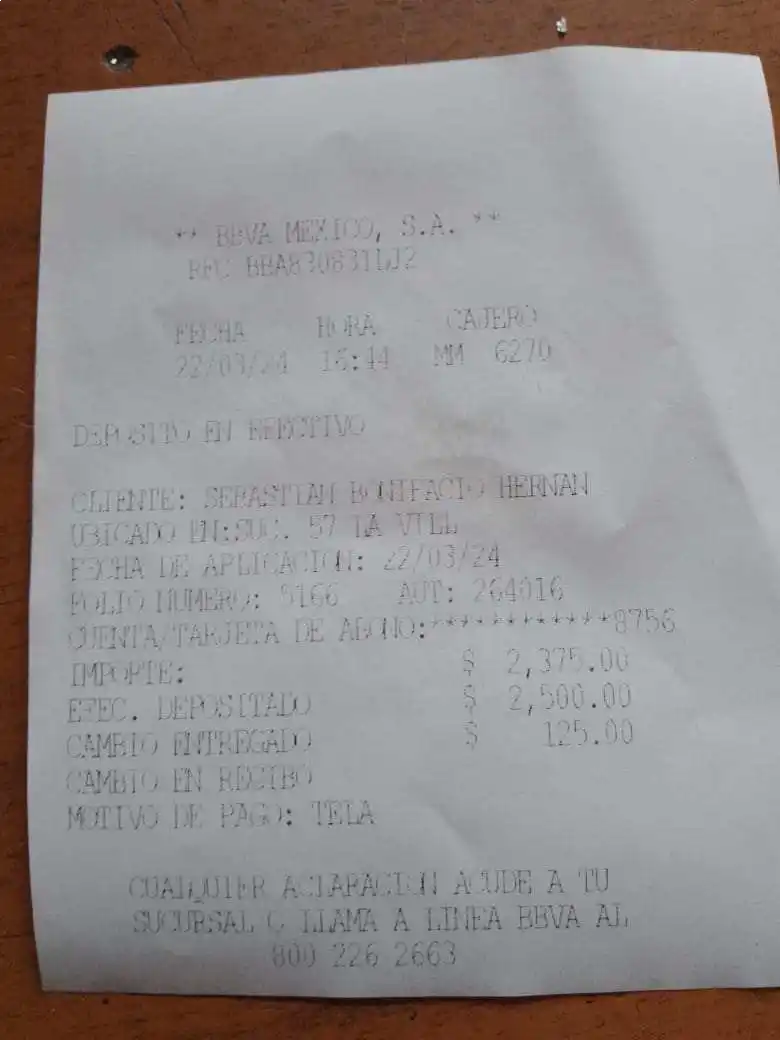 ** BBVA MEXICO, S.A. **
RFC BBA830831LJ2
FECHA HORA CAJERO
22/03/24 16:44 MM 6270
DEPOSITO EN EFECTIVO
CLIENTE: SEBASTIAN BONIFACIO HERNAN
UBICADO EN:SUC. 57 LA VILL
FECHA DE APLICACION: 22/03/24
FOLIO NUMERO: 5166 AUT: 264016
CUENTA/TARJETA DE ABONO:************8756
IMPORTE: $ 2,375.00
EFEC. DEPOSITADO $ 2,500.00
CAMBIO ENTREGADO $ 125.00
CAMBIO EN RECIBO
MOTIVO DE PAGO: TELA
CUALQUIER ACLARACION ACUDE A TU
SUCURSAL O LLAMA A LINEA BBVA AL
800 226 2663